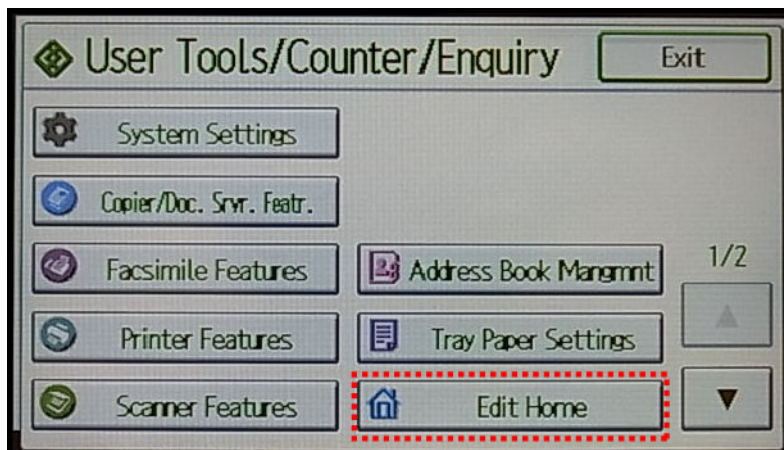 User Tools/Counter/Enquiry
Exit
System Settings
Copier/Doc. Srvr. Featr.
Facsimile Features
Address Book Mangmnt
1/2
Printer Features
Tray Paper Settings
Scanner Features
Edit Home